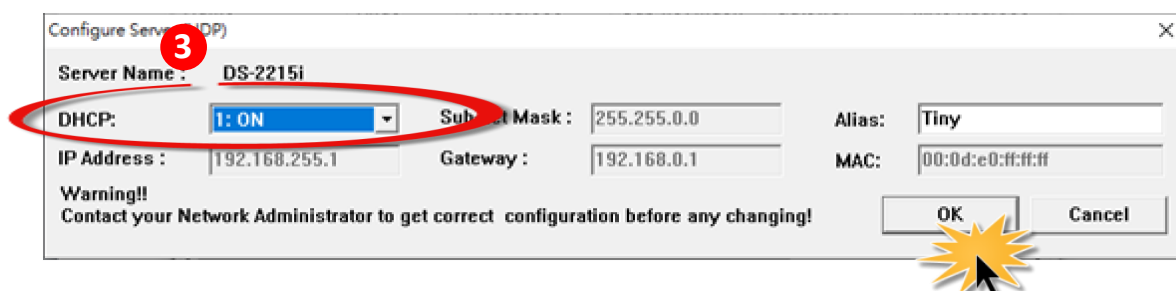 Configure Server (UDP)
3
Server Name : DS-2215i
DHCP: 1: ON Subnet Mask : 255.255.0.0 Alias: Tiny
IP Address : 192.168.255.1 Gateway : 192.168.0.1 MAC: 00:0d:e0:ff:ff:ff
Warning!!
Contact your Network Administrator to get correct configuration before any changing!
OK Cancel